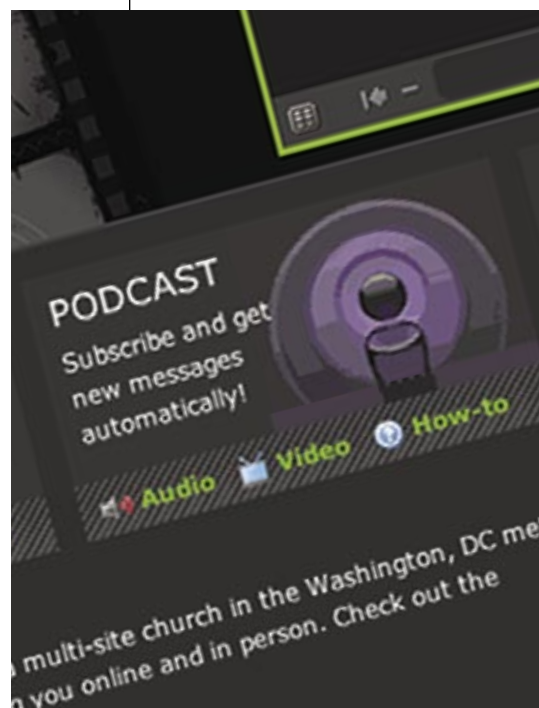 PODCAST
Subscribe and get
new messages
automatically!
Audio Video How-to
multi-site church in the Washington, DC
you online and in person. Check out the